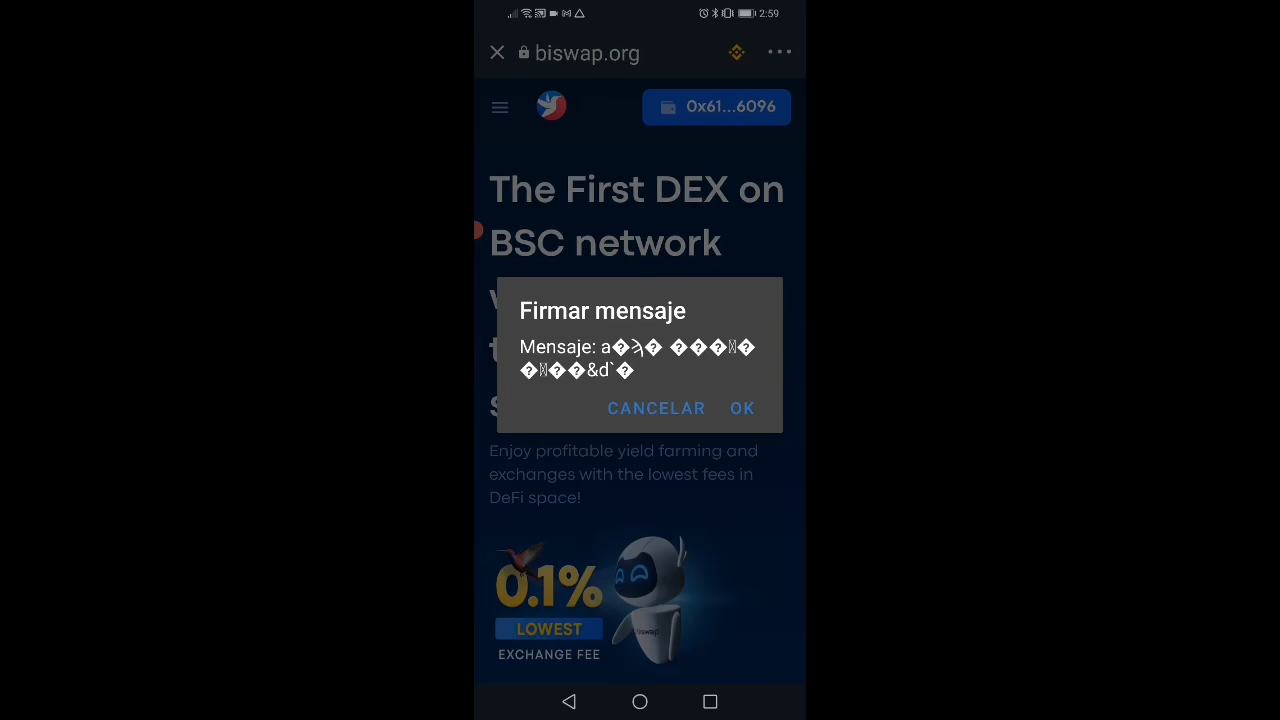 2:59
biswap.org
0x61...6096
The First DEX on
BSC network
Firmar mensaje
Mensaje: a�ϡ� ���▯�
�▯��&d`�
CANCELAR OK
Enjoy profitable yield farming and
exchanges with the lowest fees in
DeFi space!
0.1%
LOWEST
EXCHANGE FEE
biswap